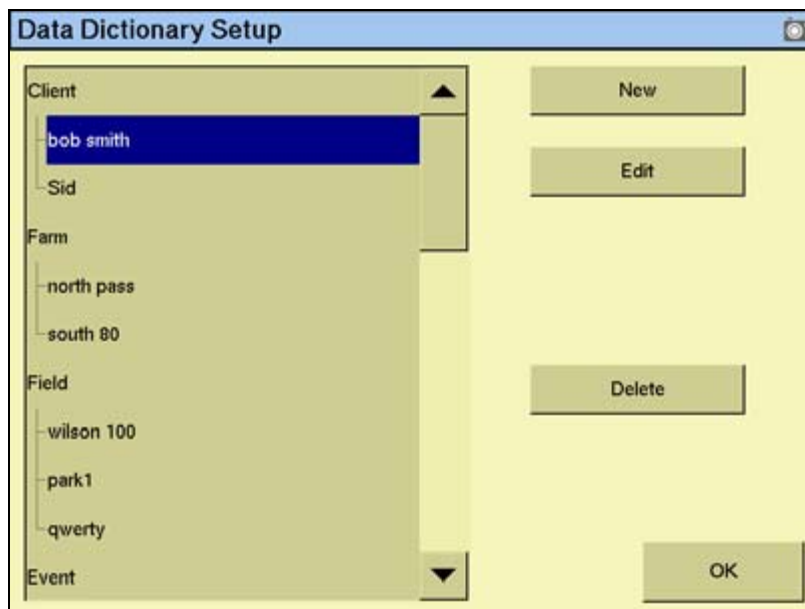 Data Dictionary Setup
Client
bob smith
Sid
Farm
north pass
south 80
Field
wilson 100
park1
qwerty
Event
New
Edit
Delete
OK